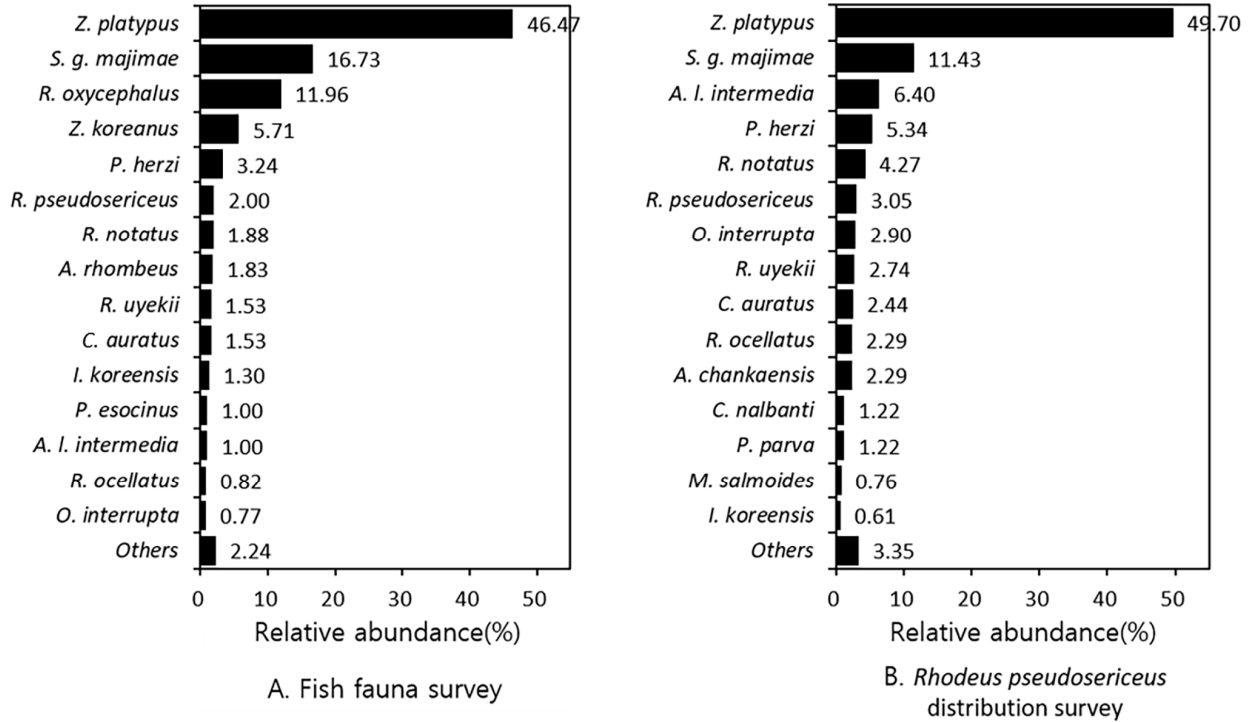 Z. platypus 46.47
S. g. majimae 16.73
R. oxycephalus 11.96
Z. koreanus 5.71
P. herzi 3.24
R. pseudosericeus 2.00
R. notatus 1.88
A. rhombeus 1.83
R. uyekii 1.53
C. auratus 1.53
I. koreensis 1.30
P. esocinus 1.00
A. l. intermedia 1.00
R. ocellatus 0.82
O. interrupta 0.77
Others 2.24
0 10 20 30 40 50
Relative abundance(%)
A. Fish fauna survey
Z. platypus 49.70
S. g. majimae 11.43
A. l. intermedia 6.40
P. herzi 5.34
R. notatus 4.27
R. pseudosericeus 3.05
O. interrupta 2.90
R. uyekii 2.74
C. auratus 2.44
R. ocellatus 2.29
A. chankaensis 2.29
C. nalbanti 1.22
P. parva 1.22
M. salmoides 0.76
I. koreensis 0.61
Others 3.35
0 10 20 30 40 50
Relative abundance(%)
B. Rhodeus pseudosericeus
distribution survey